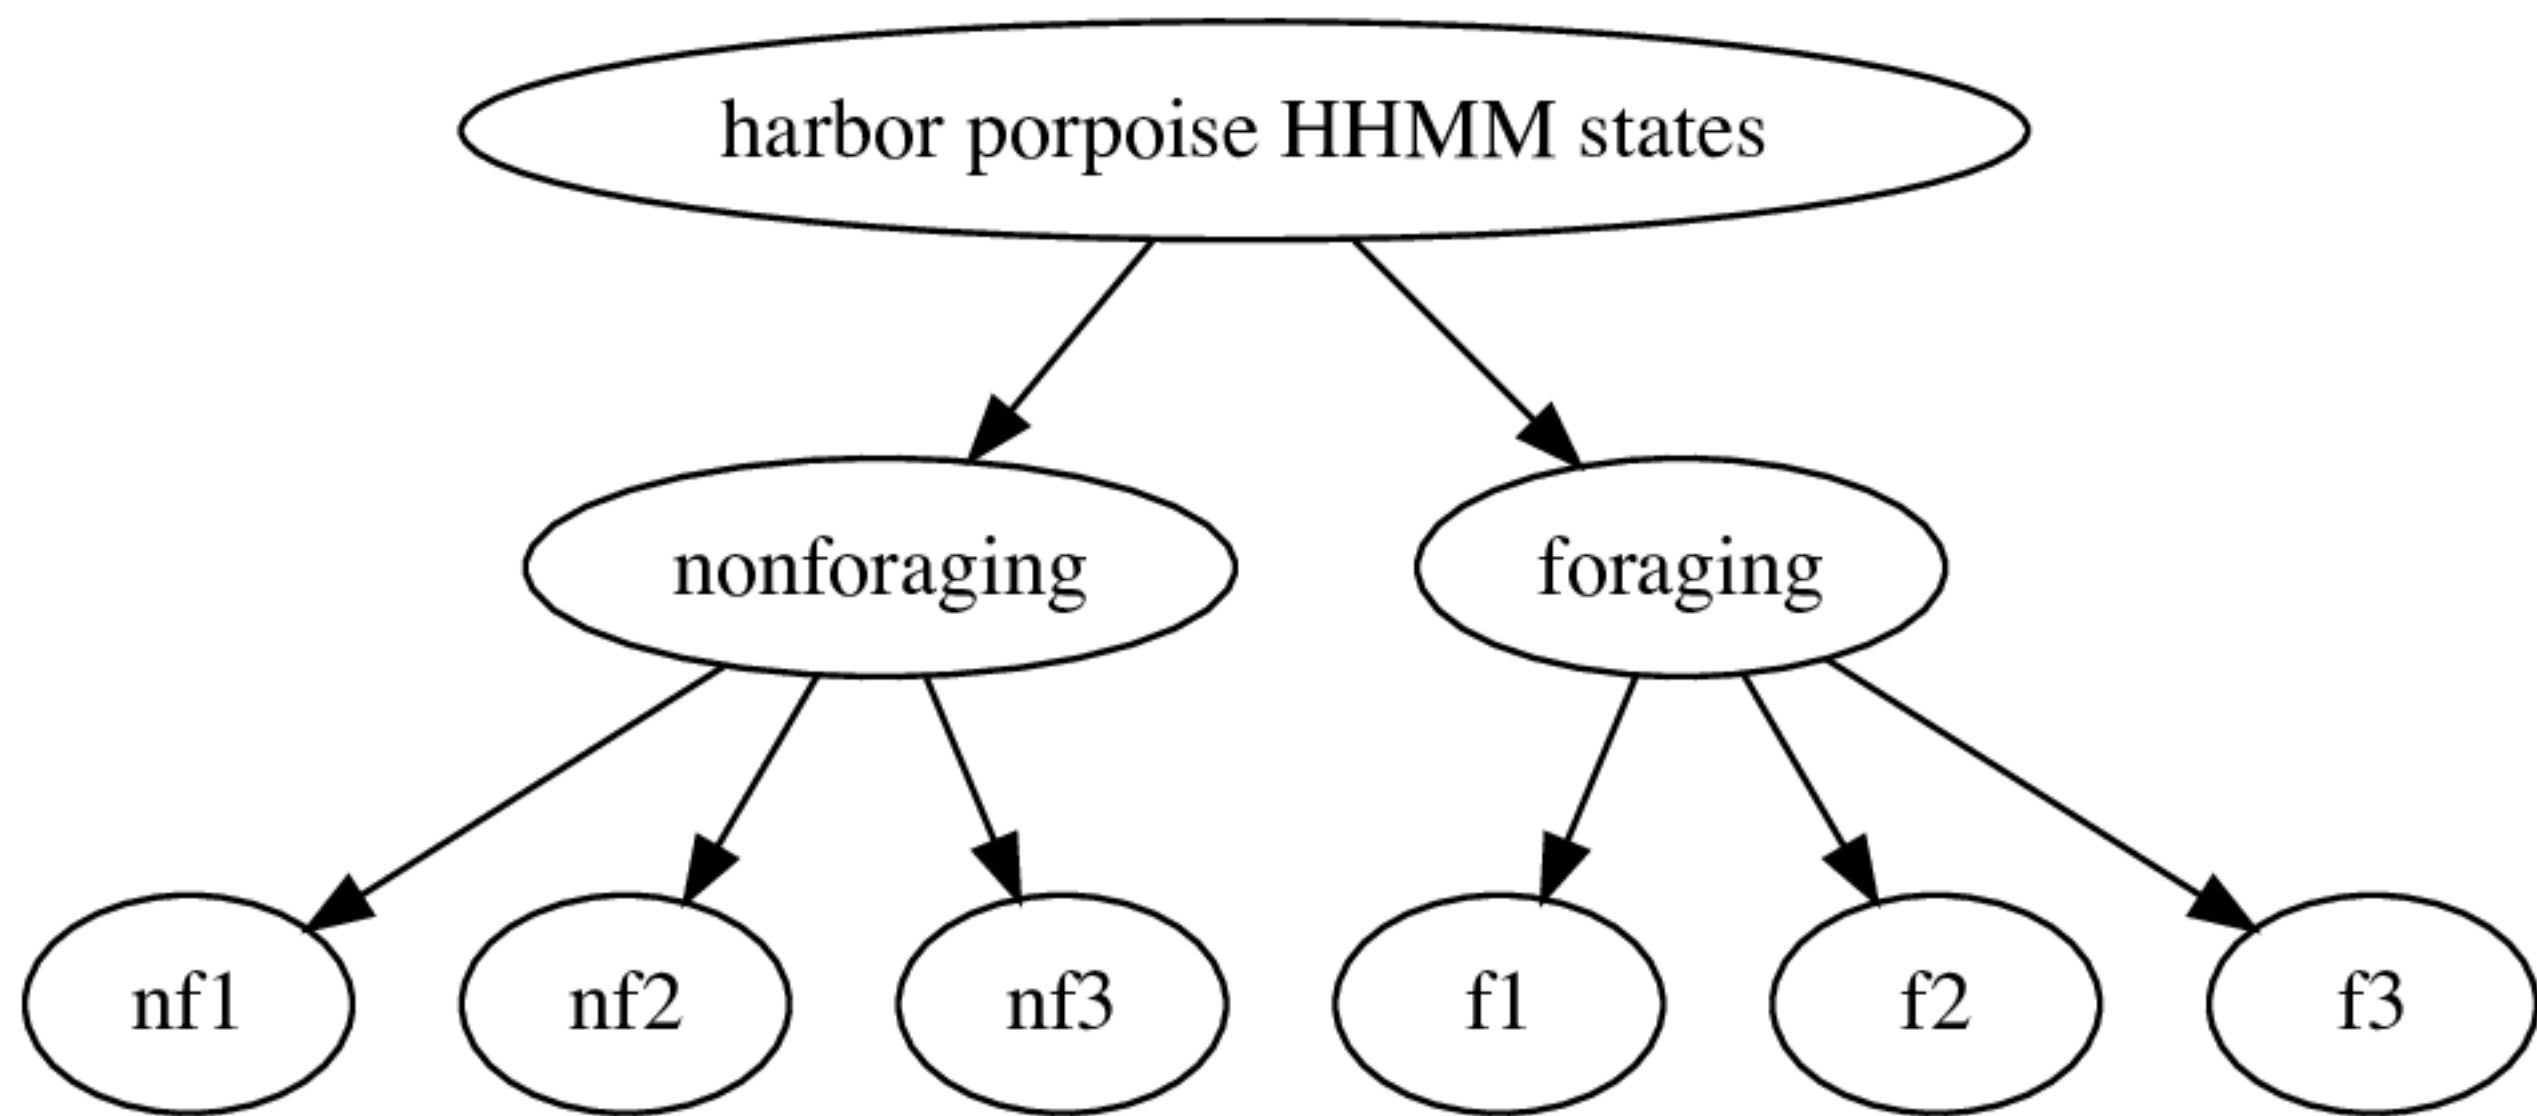 harbor porpoise HHMM states
nonforaging
foraging
nf1
nf2
nf3
f1
f2
f3